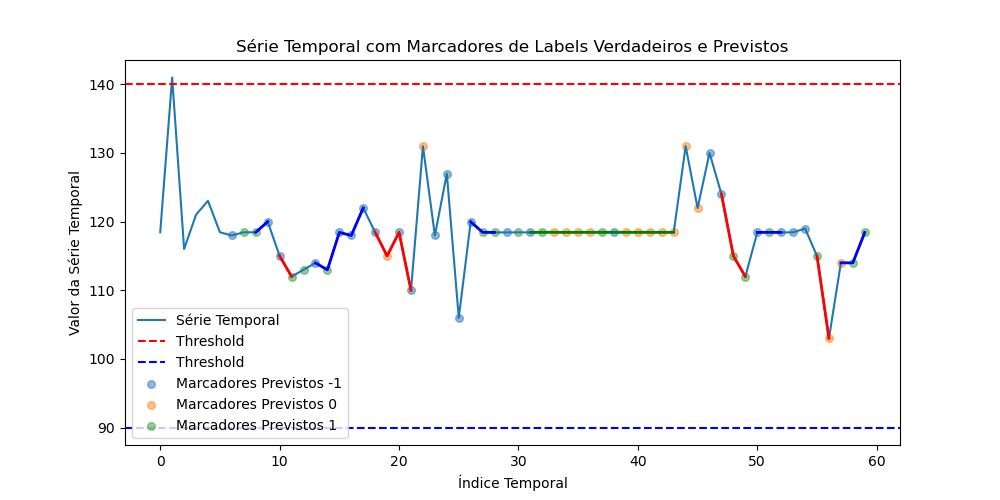 Série Temporal com Marcadores de Labels Verdadeiros e Previstos
Valor da Série Temporal
140
130
120
110
100
90
Série Temporal
Threshold
Threshold
Marcadores Previstos -1
Marcadores Previstos 0
Marcadores Previstos 1
0
10
20
30
40
50
60
Índice Temporal